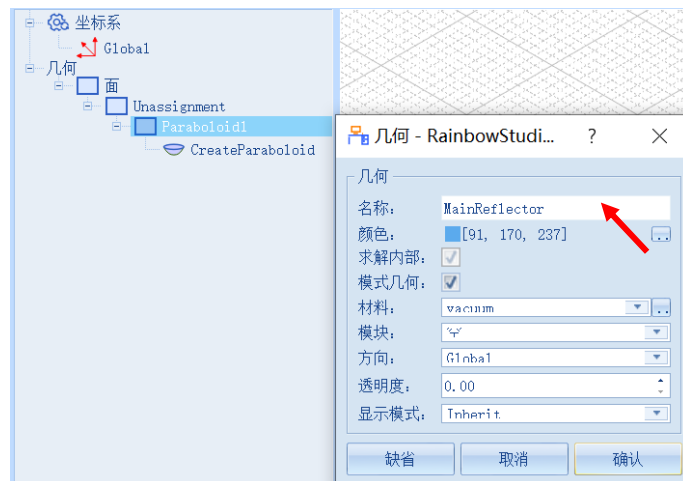 坐标系
Global
几何
面
Unassignment
Paraboloid1
CreateParaboloid
几何 - RainbowStudi... ?
几何
名称: MainReflector
颜色: [91, 170, 237] ..
求解内部:
模式几何:
材料: vacuum ..
模块:
方向: Global
透明度: 0.00
显示模式: Inherit
缺省 取消 确认